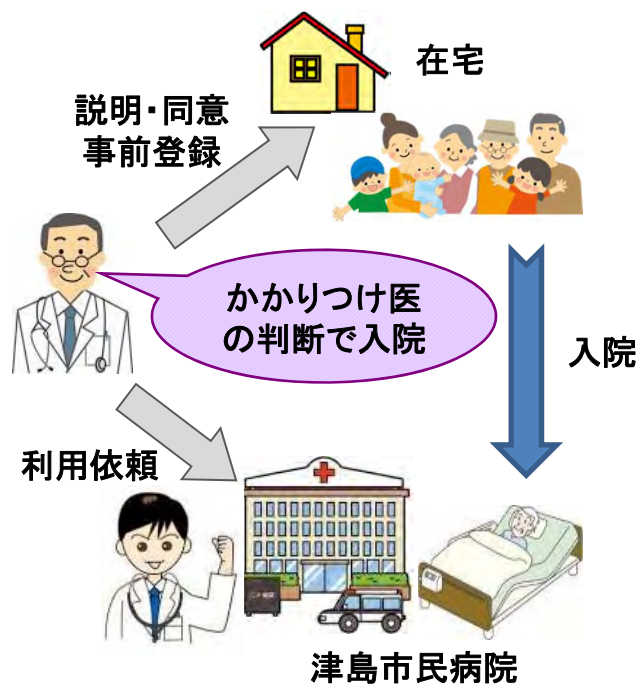 在宅
説明・同意
事前登録
かかりつけ医
の判断で入院
入院
利用依頼
津島市民病院